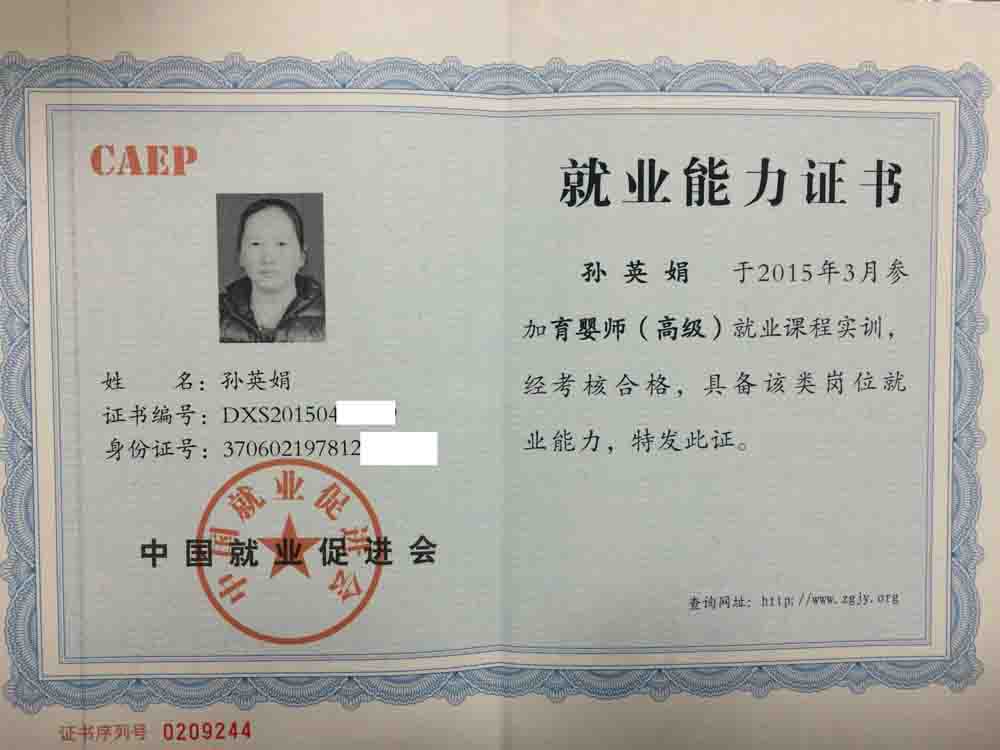 CAEP
姓 名：孙英娟
证书编号：DXS201504
身份证号：370602197812
中国就业促进会
中国就业促进会
证书序列号 0209244
就业能力证书
孙英娟 于2015年3月参
加育婴师（高级）就业课程实训，
经考核合格，具备该类岗位就
业能力，特发此证。
查询网址：http://www.zgjy.org